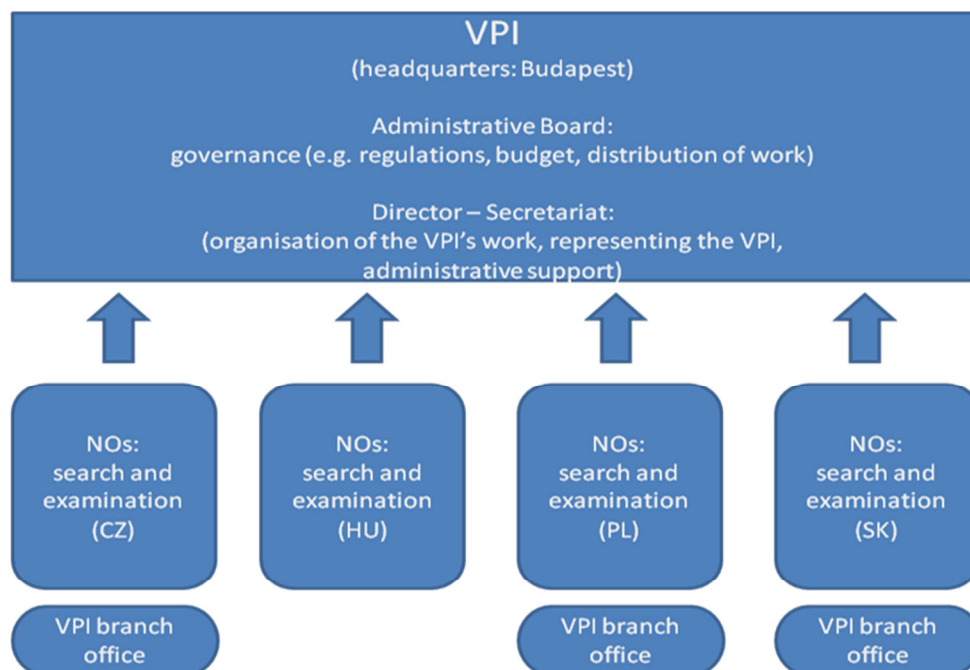 VPI
(headquarters: Budapest)
Administrative Board:
governance (e.g. regulations, budget, distribution of work)
Director – Secretariat:
(organisation of the VPI's work, representing the VPI,
administrative support)
NOs:
search and
examination
(CZ)
NOs:
search and
examination
(HU)
NOs:
search and
examination
(PL)
NOs:
search and
examination
(SK)
VPI branch
office
VPI branch
office
VPI branch
office